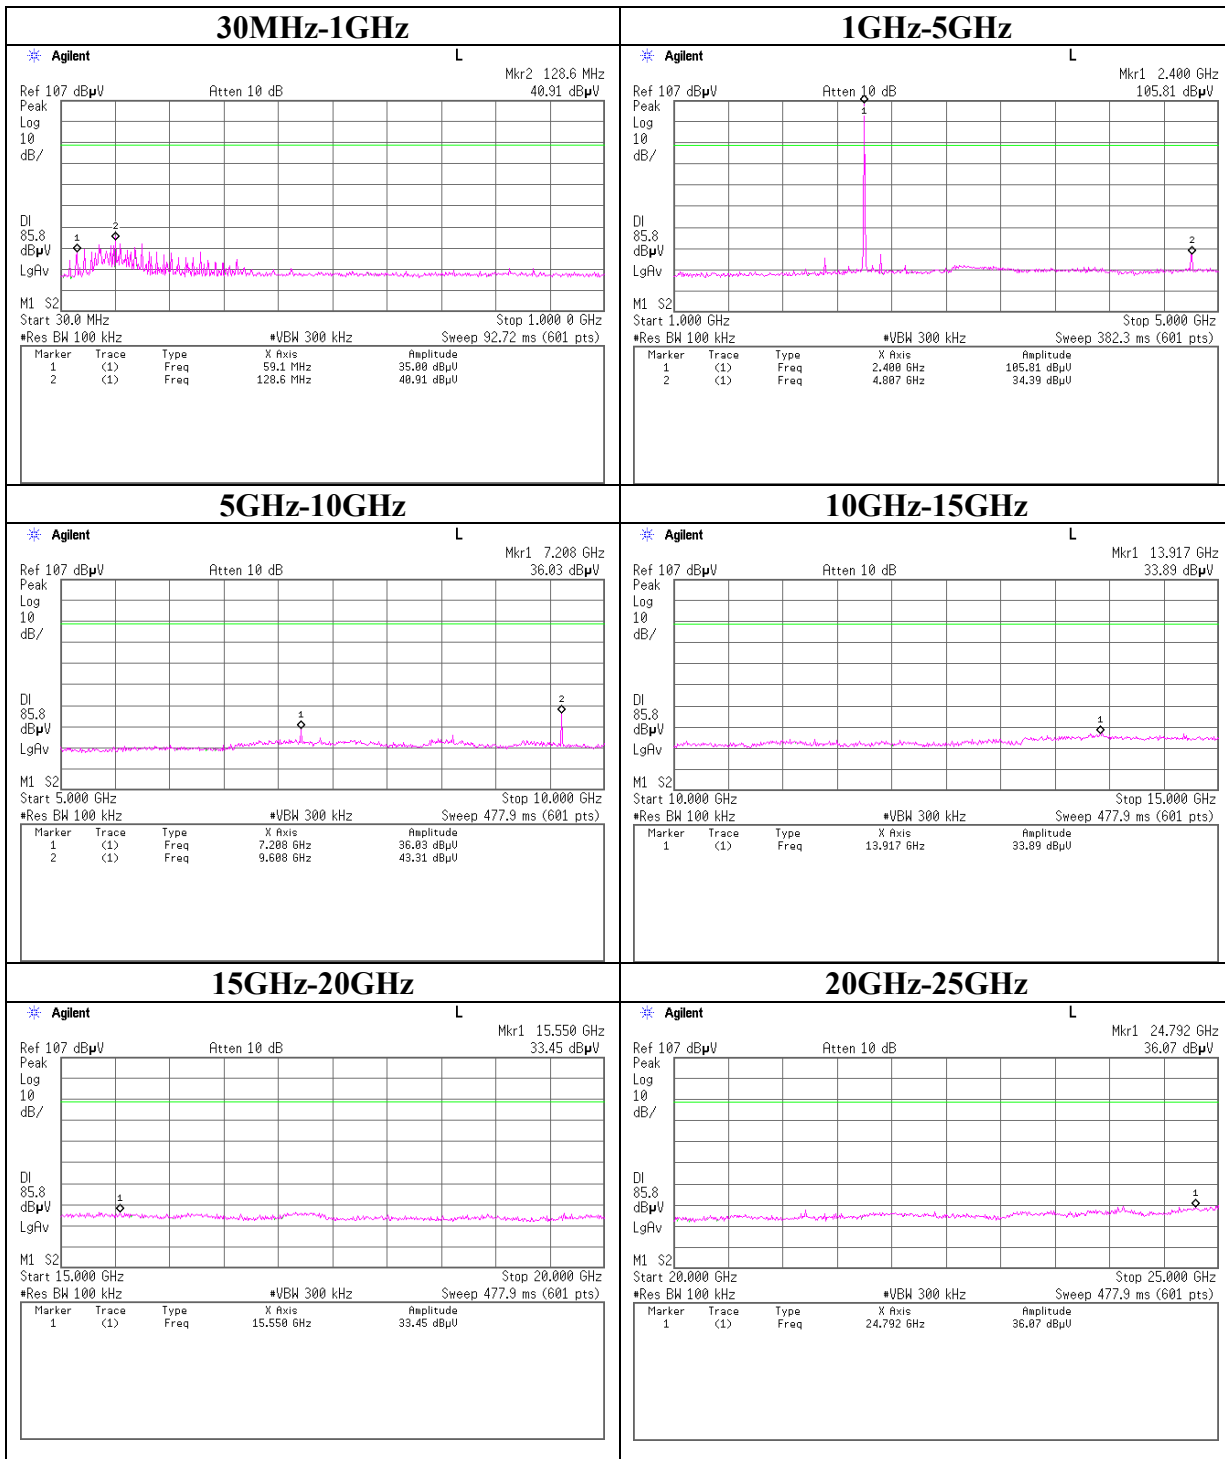 30MHz-1GHz
Agilent L
Mkr2 128.6 MHz
Ref 107 dBµV Atten 10 dB 40.91 dBµV
Peak
Log
10
dB/
1
2
DI
85.8
dBµV
LgAv
M1 S2
Start 30.0 MHz Stop 1.000 0 GHz
#Res BW 100 kHz #VBW 300 kHz Sweep 92.72 ms (601 pts)
Marker Trace Type X Axis Amplitude
1 (1) Freq 59.1 MHz 35.00 dBµV
2 (1) Freq 128.6 MHz 40.91 dBµV
1GHz-5GHz
Agilent L
Mkr1 2.400 GHz
Ref 107 dBµV Atten 10 dB 105.81 dBµV
Peak
Log
10
dB/
1
2
DI
85.8
dBµV
LgAv
M1 S2
Start 1.000 GHz Stop 5.000 GHz
#Res BW 100 kHz #VBW 300 kHz Sweep 382.3 ms (601 pts)
Marker Trace Type X Axis Amplitude
1 (1) Freq 2.400 GHz 105.81 dBµV
2 (1) Freq 4.807 GHz 34.39 dBµV
5GHz-10GHz
Agilent L
Mkr1 7.208 GHz
Ref 107 dBµV Atten 10 dB 36.03 dBµV
Peak
Log
10
dB/
1
2
DI
85.8
dBµV
LgAv
M1 S2
Start 5.000 GHz Stop 10.000 GHz
#Res BW 100 kHz #VBW 300 kHz Sweep 477.9 ms (601 pts)
Marker Trace Type X Axis Amplitude
1 (1) Freq 7.208 GHz 36.03 dBµV
2 (1) Freq 9.608 GHz 43.31 dBµV
10GHz-15GHz
Agilent L
Mkr1 13.917 GHz
Ref 107 dBµV Atten 10 dB 33.89 dBµV
Peak
Log
10
dB/
1
DI
85.8
dBµV
LgAv
M1 S2
Start 10.000 GHz Stop 15.000 GHz
#Res BW 100 kHz #VBW 300 kHz Sweep 477.9 ms (601 pts)
Marker Trace Type X Axis Amplitude
1 (1) Freq 13.917 GHz 33.89 dBµV
15GHz-20GHz
Agilent L
Mkr1 15.550 GHz
Ref 107 dBµV Atten 10 dB 33.45 dBµV
Peak
Log
10
dB/
1
DI
85.8
dBµV
LgAv
M1 S2
Start 15.000 GHz Stop 20.000 GHz
#Res BW 100 kHz #VBW 300 kHz Sweep 477.9 ms (601 pts)
Marker Trace Type X Axis Amplitude
1 (1) Freq 15.550 GHz 33.45 dBµV
20GHz-25GHz
Agilent L
Mkr1 24.792 GHz
Ref 107 dBµV Atten 10 dB 36.07 dBµV
Peak
Log
10
dB/
1
DI
85.8
dBµV
LgAv
M1 S2
Start 20.000 GHz Stop 25.000 GHz
#Res BW 100 kHz #VBW 300 kHz Sweep 477.9 ms (601 pts)
Marker Trace Type X Axis Amplitude
1 (1) Freq 24.792 GHz 36.07 dBµV